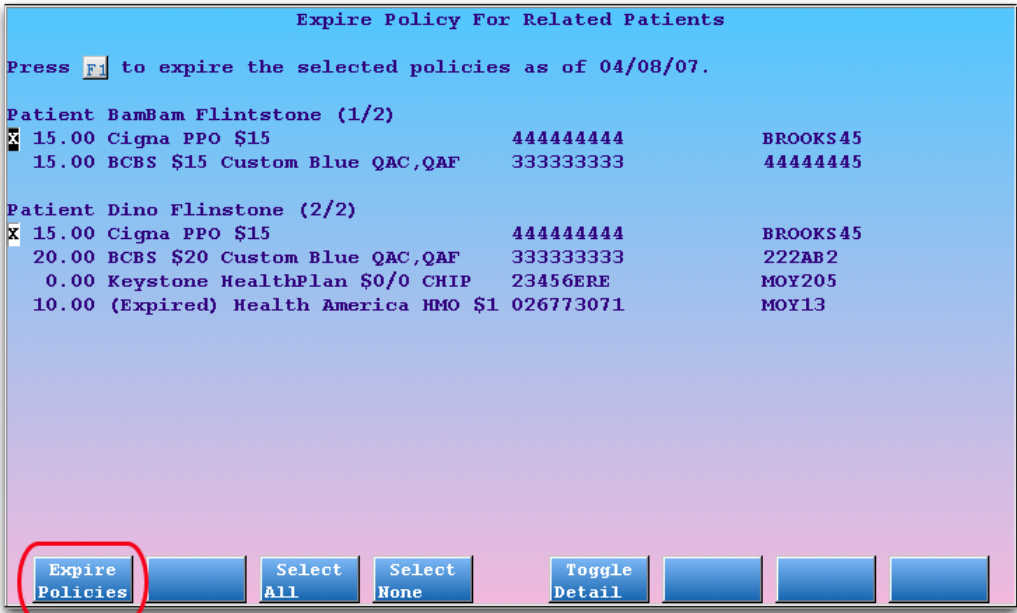 Expire Policy For Related Patients
Press F1 to expire the selected policies as of 04/08/07.
Patient BamBam Flintstone (1/2)
X 15.00 Cigna PPO $15 444444444 BROOKS45
15.00 BCBS $15 Custom Blue QAC,QAF 333333333 44444445
Patient Dino Flinstone (2/2)
X 15.00 Cigna PPO $15 444444444 BROOKS45
20.00 BCBS $20 Custom Blue QAC,QAF 333333333 222AB2
0.00 Keystone HealthPlan $0/0 CHIP 23456ERE MOY205
10.00 (Expired) Health America HMO $1 026773071 MOY13
Expire Policies
Select All
Select None
Toggle Detail